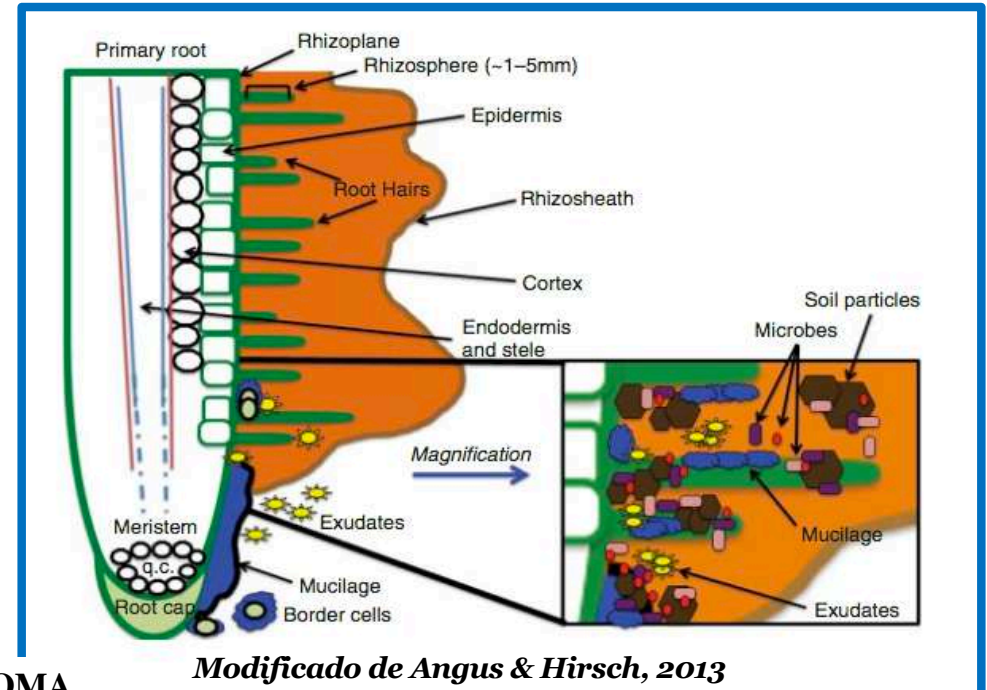 Primary root
Rhizoplane
Rhizosphere (~1–5mm)
Epidermis
Root Hairs
Rhizosheath
Cortex
Endodermis
and stele
Soil particles
Microbes
Magnification
Meristem
q.c.
Root cap
Exudates
Mucilage
Border cells
Mucilage
Exudates
Modificado de Angus & Hirsch, 2013
OMA